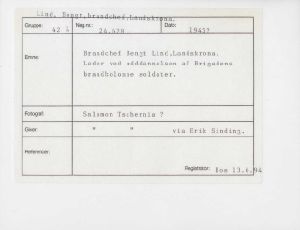 Lind, Bengt,brandchef,Landskrona.
Gruppe: 42 Neg.nr.: 24.678 Dato: 1945?
Emne: Brandchef Bengt Lind,Landskrona.
Leder ved uddannelsen af Brigadens
brandkolonne soldater.
Fotograf: Salomon Tschernia ?
Giver: " " via Erik Sinding.
Referencer:
Registrator: Bom 13.6.94